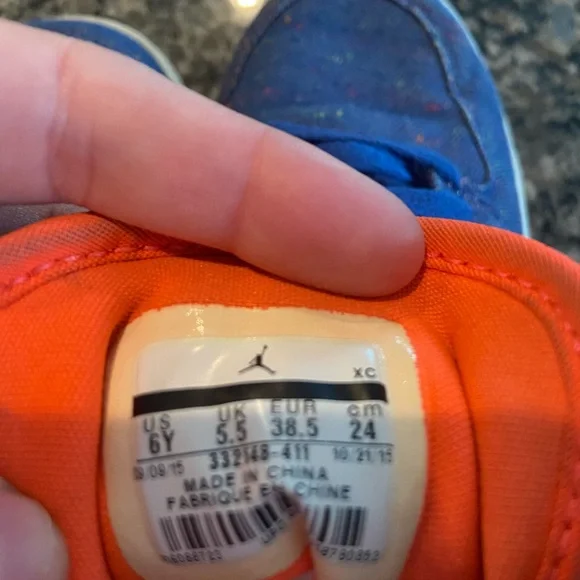 XC
US UK EUR cm
6Y 5.5 38.5 24
09/09/15 332148-411 10/21/15
MADE IN CHINA
FABRIQUE EN CHINE